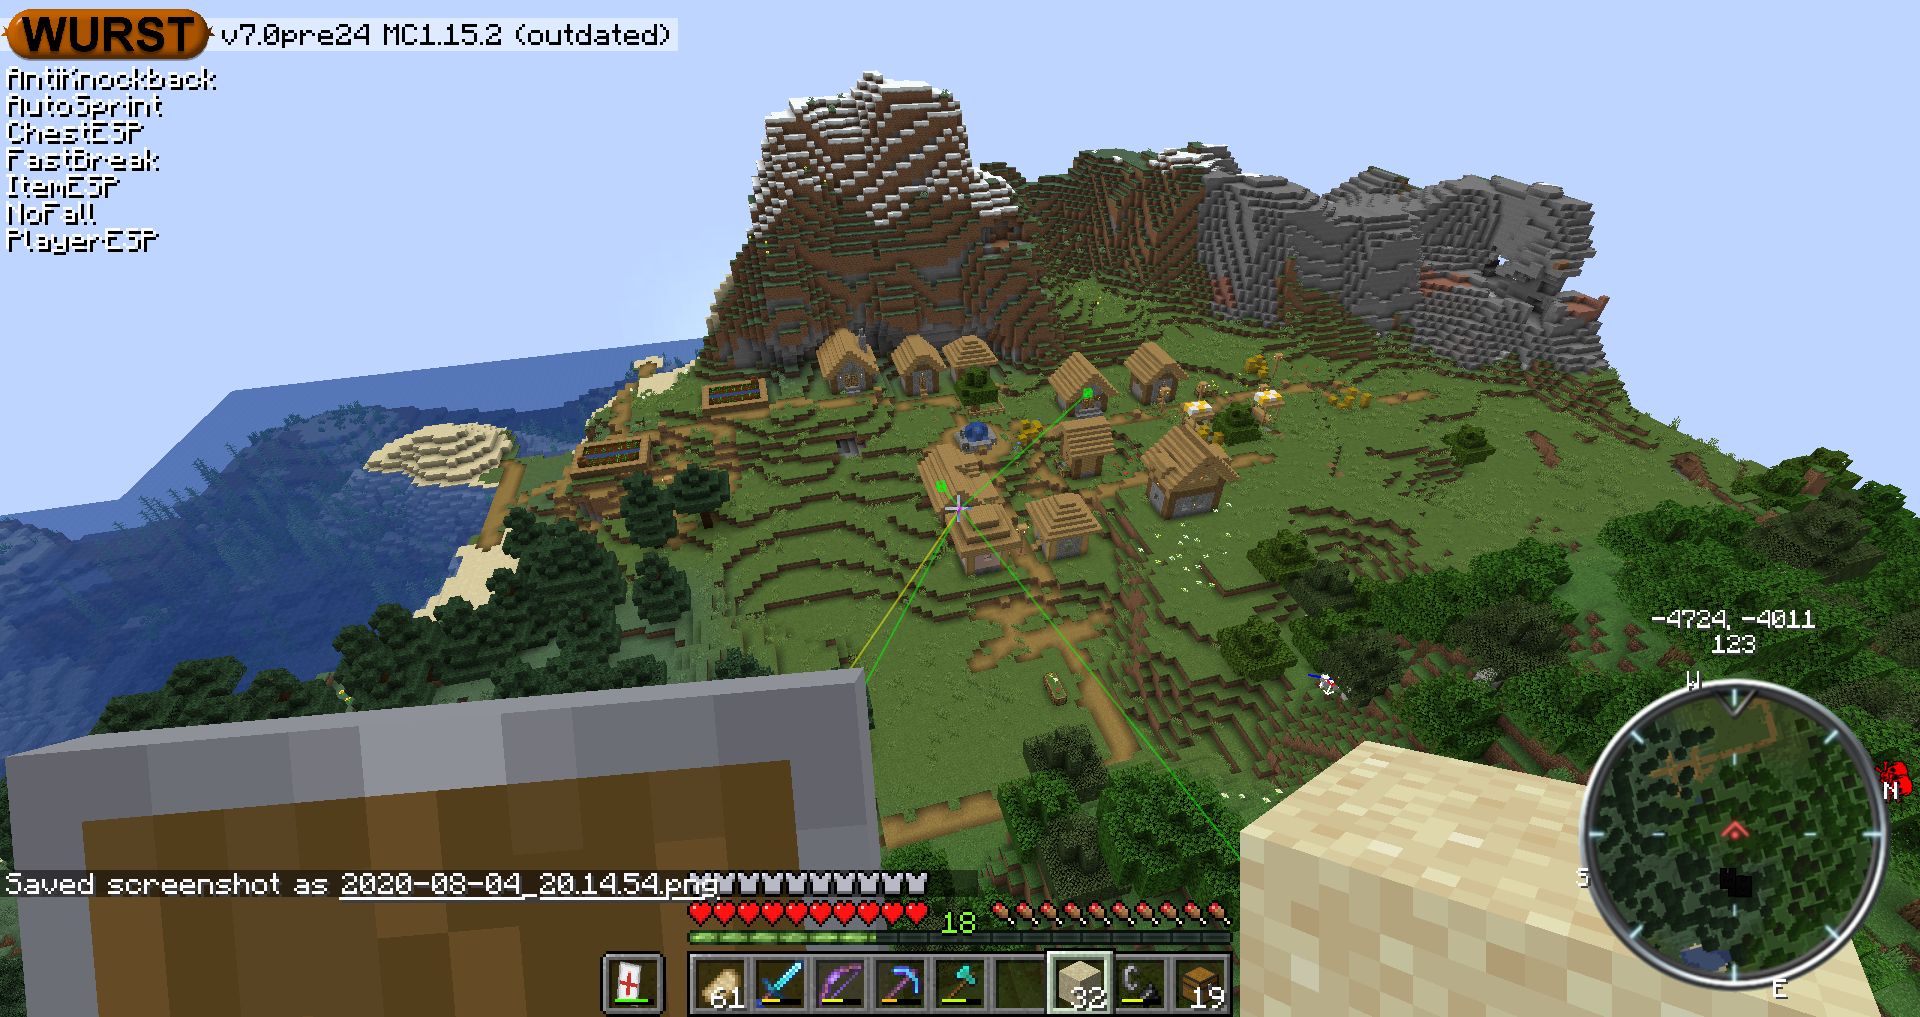 WURST v7.0pre24 MC1.15.2 (outdated)
AntiKnockback
AutoSprint
ChestESP
FastBreak
ItemESP
NoFall
PlayerESP
-4724, -4011
123
W
N
S
E
Saved screenshot as 2020-08-04_20.14.54.png
18
61
32
19